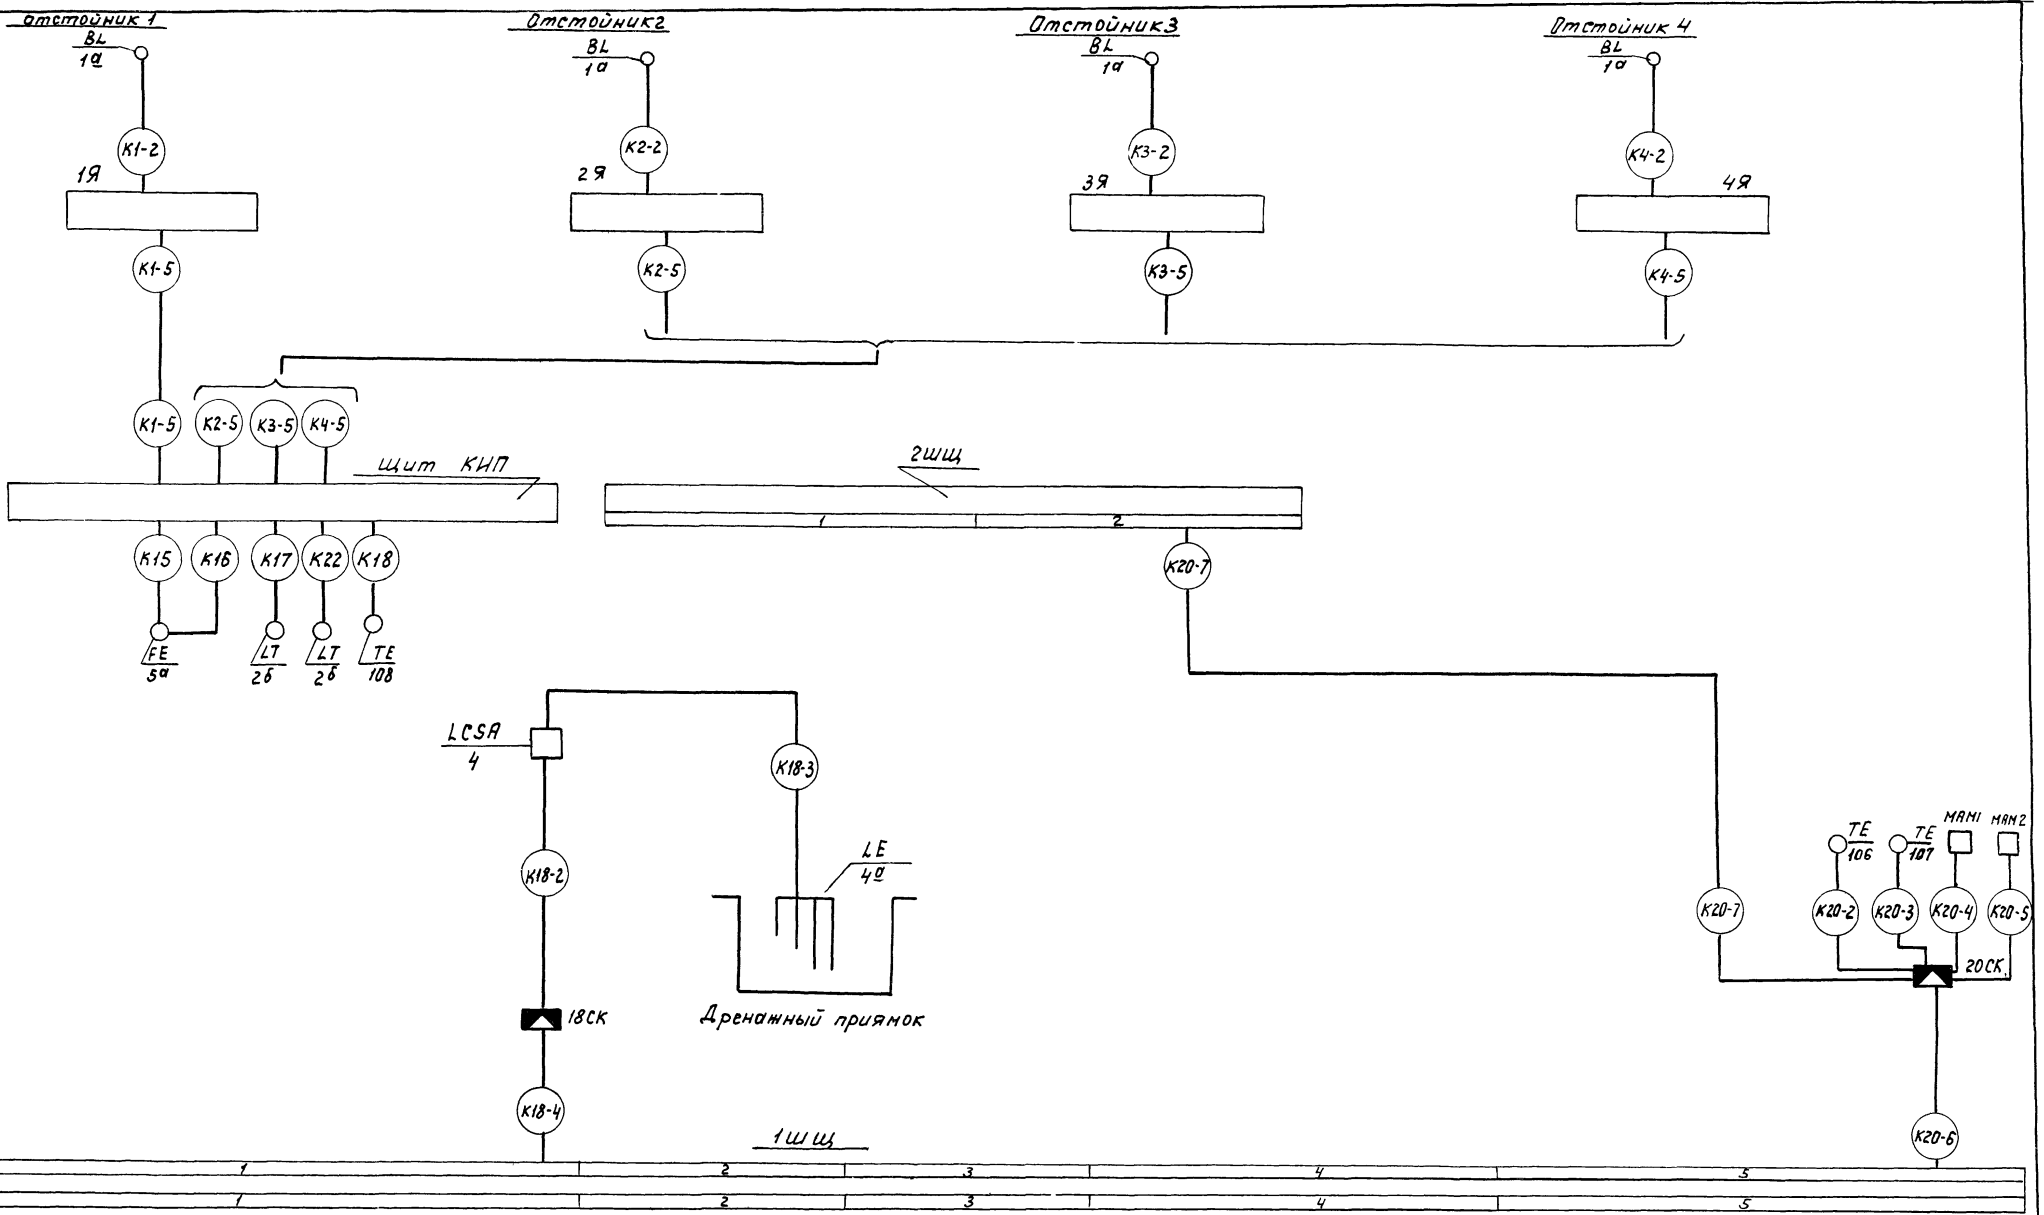 Отстойник 1
Отстойник 2
Отстойник 3
Отстойник 4
BL
1а
BL
1а
BL
1а
BL
1а
К1-2
К2-2
К3-2
К4-2
1Я
2Я
3Я
4Я
К1-5
К2-5
К3-5
К4-5
К1-5
К2-5
К3-5
К4-5
Щит КИП
2ШЩ
1
2
К15
К16
К17
К22
К18
К20-7
FE
5а
LT
2б
LT
2б
TE
108
LCSA
4
К18-3
TE
106
TE
107
МАМ1
МАМ2
LE
4а
К18-2
К20-7
К20-2
К20-3
К20-4
К20-5
20СК
18СК
Дренажный приямок
К18-4
1ШЩ
К20-6
1
2
3
4
5
1
2
3
4
5